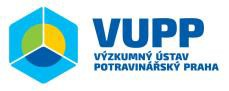 VUPP
VÝZKUMNÝ ÚSTAV
POTRAVINÁŘSKÝ PRAHA